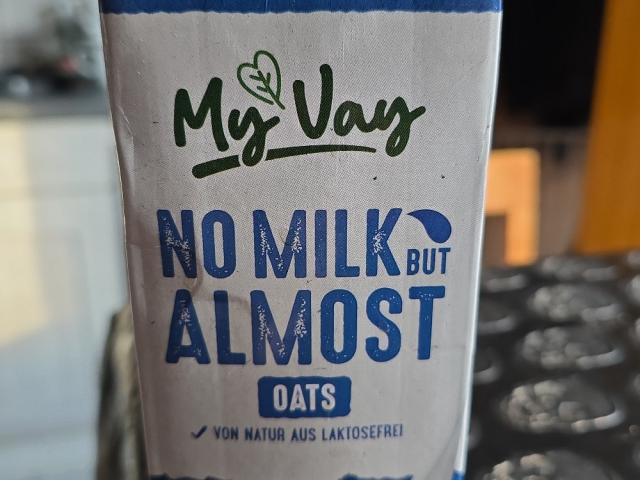 My Vay
NO MILK BUT
ALMOST
OATS
VON NATUR AUS LAKTOSEFREI